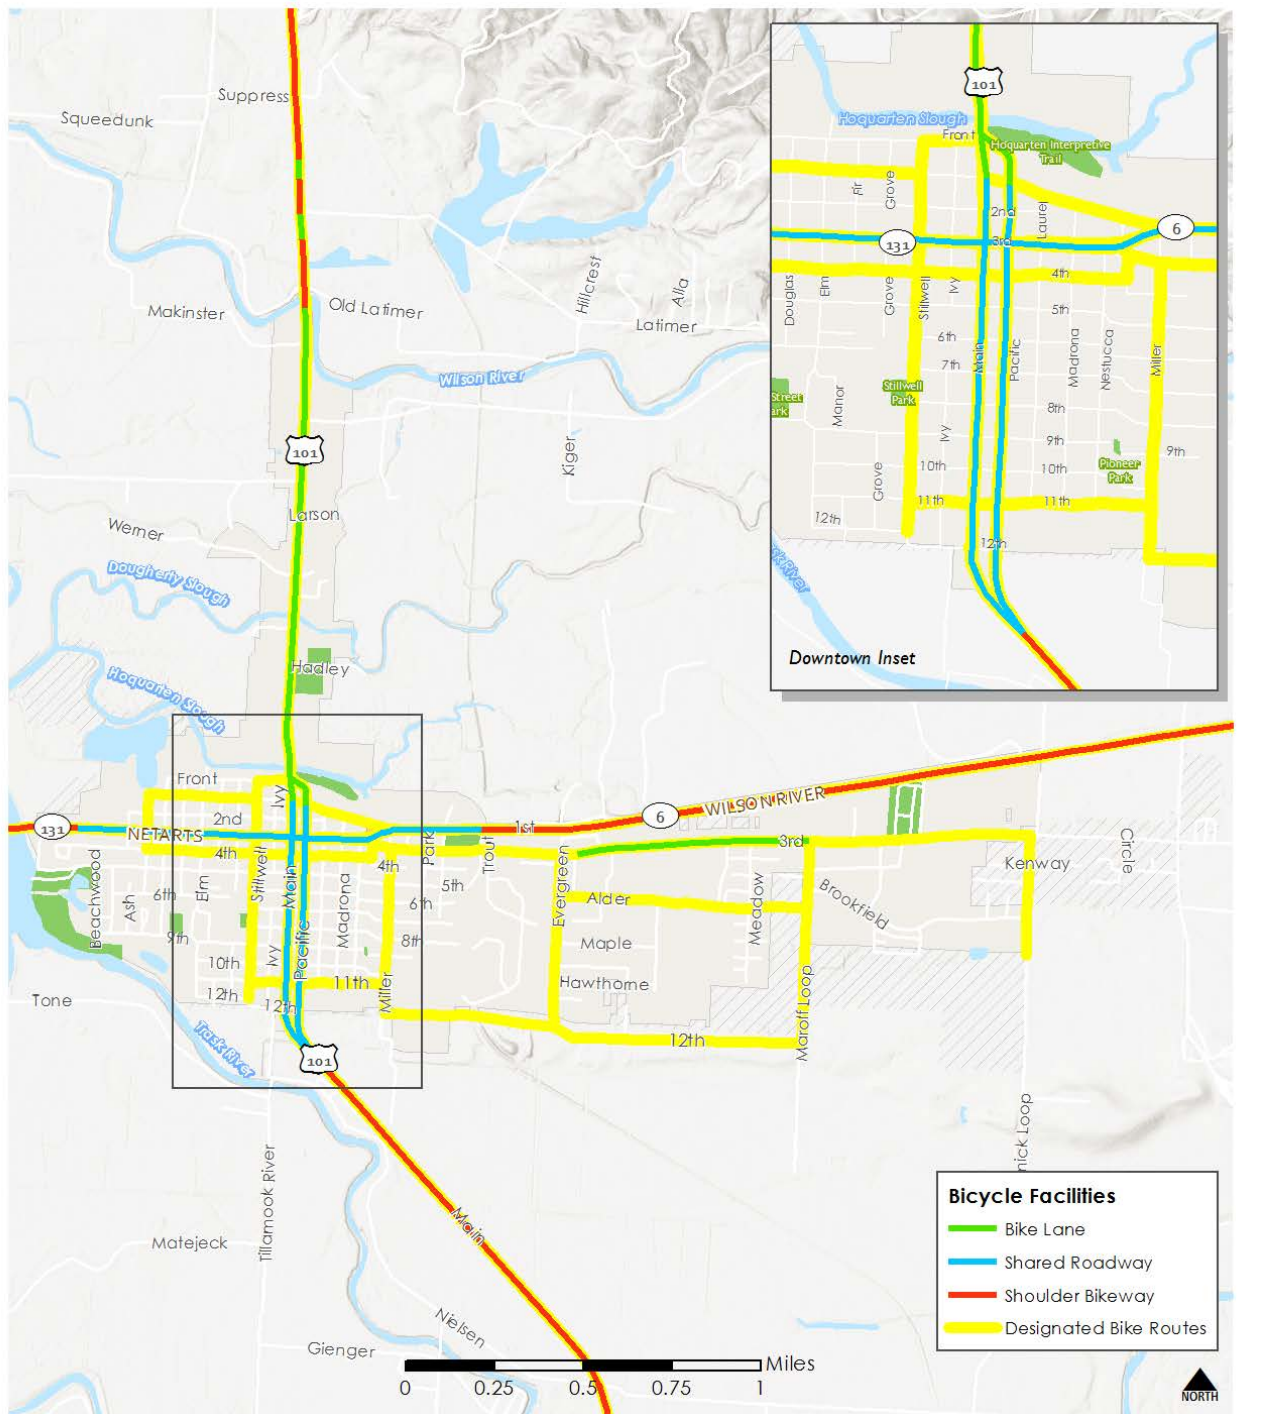 Suppress
Squeedunk
Makinster
Old Latimer
Hillcrest
Alla
Latimer
Wilson River
101
Kiger
Larson
Werner
Dougherty Slough
Hadley
Hoquarten Slough
Front
Ivy
2nd
131
NETARTS
4th
Stillwell
Main
Pacific
Beachwood
Ash
6th
Elm
9th
10th
12th
Ivy
12th
Madrona
11th
Miller
4th
5th
6th
8th
Park
Trout
1st
6
WILSON RIVER
3rd
Evergreen
Alder
Maple
Hawthorne
Meadow
Brookfield
Kenway
Circle
Marolf Loop
12th
Tone
Trask River
101
Tillamook River
Matejeck
Main
Nielsen
Gienger
nick Loop
101
Hoquarten Slough
Front
Hoquarten Interpretive
Trail
Fir
Grove
2nd
Laurel
3rd
131
6
4th
Douglas
Elm
Grove
Stillwell
Ivy
5th
6th
7th
Main
Pacific
Madrona
Nestucca
Miller
Street
ark
Manor
Stillwell
Park
8th
9th
10th
Ivy
10th
Pioneer
Park
9th
Grove
11th
11th
12th
12th
sk River
Downtown Inset
Bicycle Facilities
Bike Lane
Shared Roadway
Shoulder Bikeway
Designated Bike Routes
Miles
0 0.25 0.5 0.75 1
NORTH